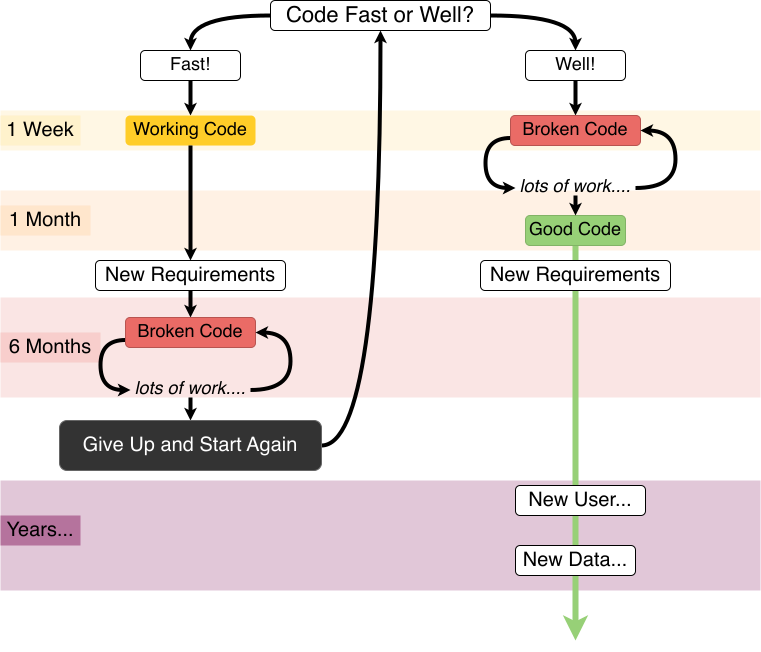 Code Fast or Well?
Fast!
Well!
1 Week
Working Code
Broken Code
lots of work....
1 Month
Good Code
New Requirements
New Requirements
Broken Code
6 Months
lots of work....
Give Up and Start Again
New User...
Years...
New Data...